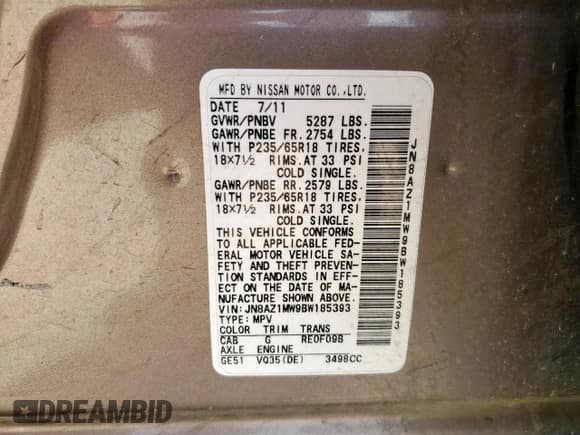 MFD BY NISSAN MOTOR CO.,LTD.
DATE 7/11
GVWR/PNBV 5287 LBS.
GAWR/PNBE FR. 2754 LBS.
WITH P235/65R18 TIRES,
18×7½ RIMS. AT 33 PSI
COLD SINGLE.
GAWR/PNBE RR. 2579 LBS.
WITH P235/65R18 TIRES,
18×7½ RIMS. AT 33 PSI
COLD SINGLE.
THIS VEHICLE CONFORMS
TO ALL APPLICABLE FED-
ERAL MOTOR VEHICLE SA-
FETY AND THEFT PREVEN-
TION STANDARDS IN EFF-
ECT ON THE DATE OF MA-
NUFACTURE SHOWN ABOVE.
VIN: JN8AZ1MW9BW185393
TYPE: MPV
COLOR TRIM TRANS
CAB G RE0F09B
AXLE ENGINE
GE51 VQ35(DE) 3498CC
JN8AZ1MW9BW185393
DREAMBID